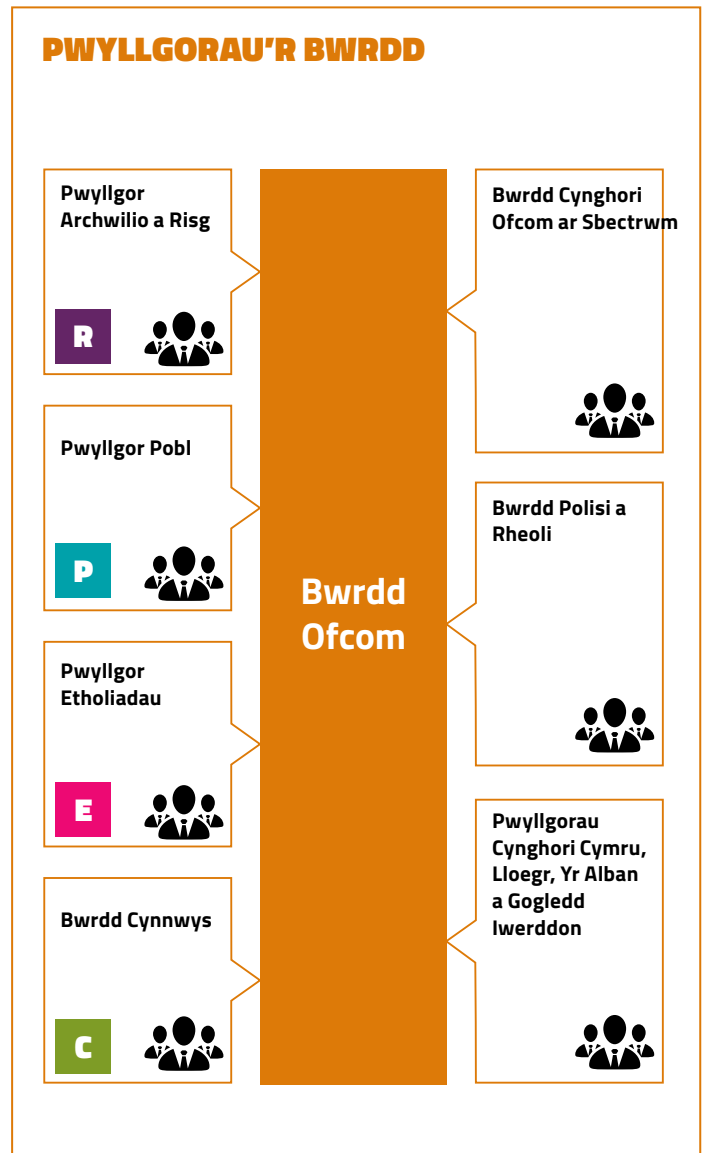 PWYLLGORAU'R BWRDD
Pwyllgor
Archwilio a Risg
R
Pwyllgor Pobl
P
Pwyllgor
Etholiadau
E
Bwrdd Cynnwys
C
Bwrdd
Ofcom
Bwrdd Cynghori
Ofcom ar Sbectrwm
Bwrdd Polisi a
Rheoli
Pwyllgorau
Cynghori Cymru,
Lloegr, Yr Alban
a Gogledd
Iwerddon